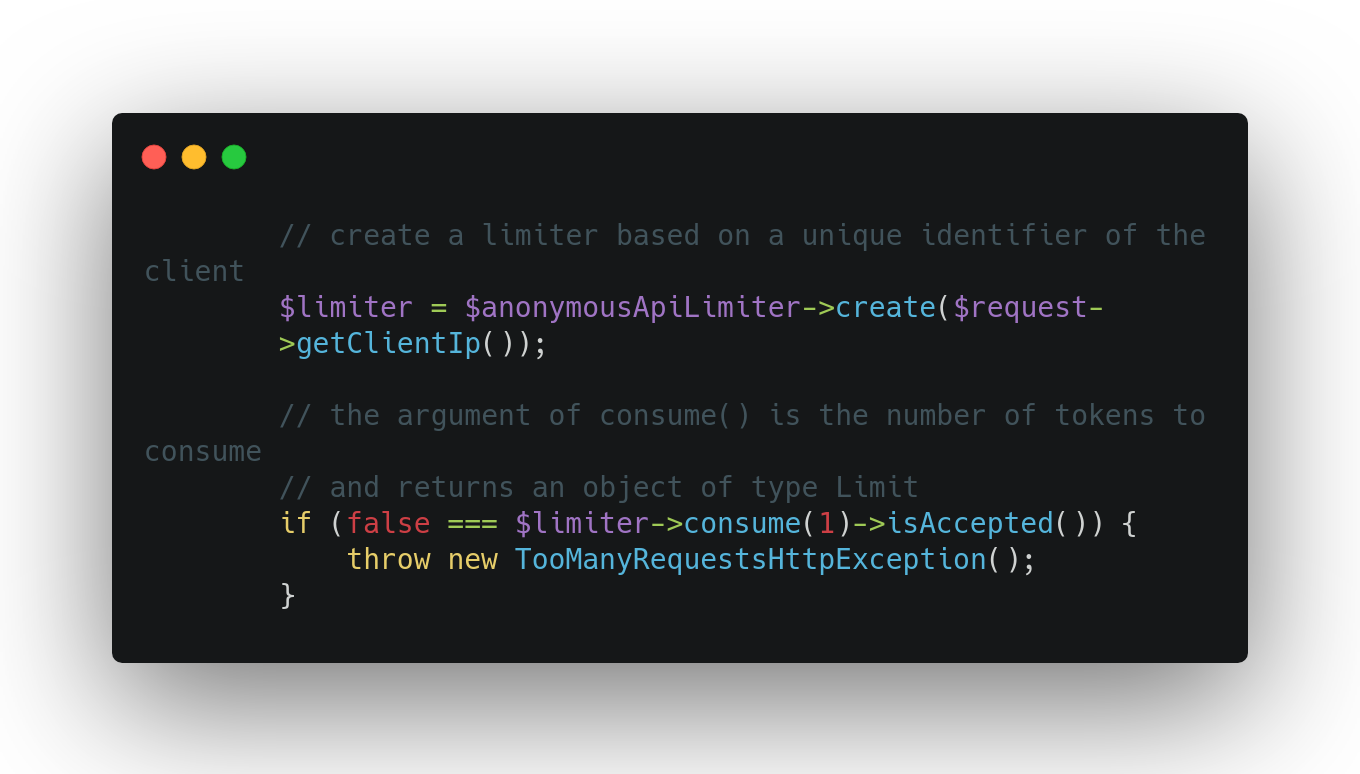 // create a limiter based on a unique identifier of the
client
$limiter = $anonymousApiLimiter->create($request-
>getClientIp());
// the argument of consume() is the number of tokens to
consume
// and returns an object of type Limit
if (false === $limiter->consume(1)->isAccepted()) {
throw new TooManyRequestsHttpException();
}